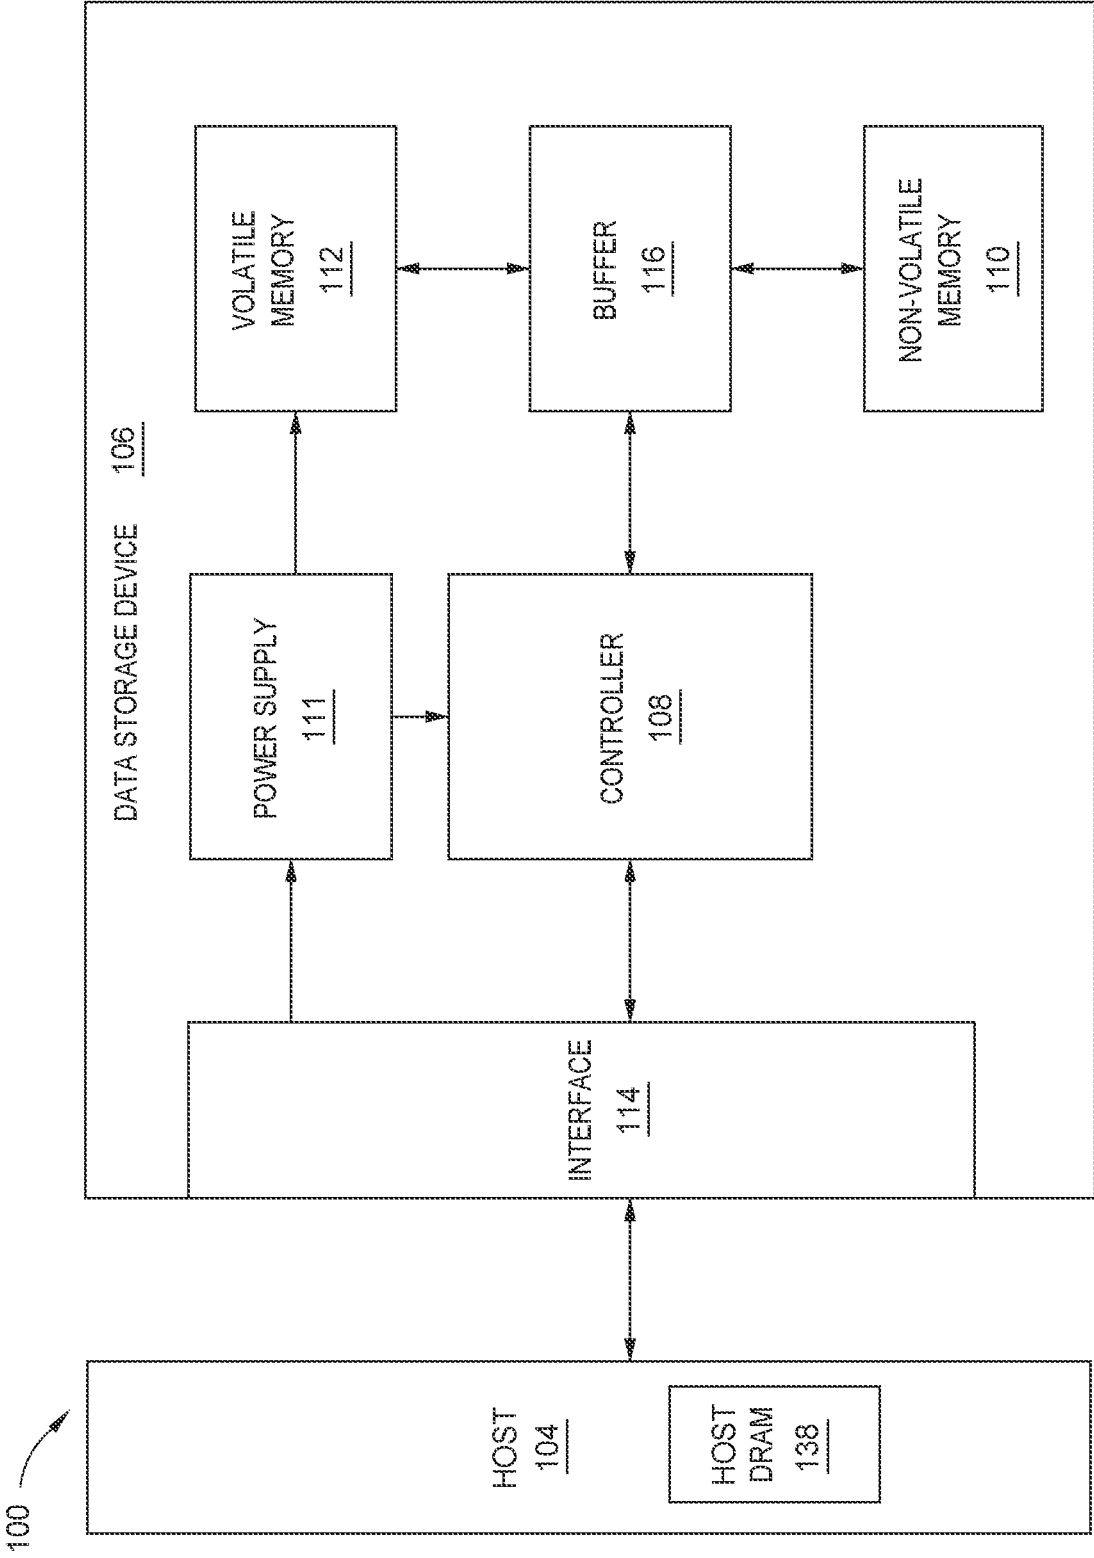 100
HOST
104
HOST
DRAM
138
DATA STORAGE DEVICE 106
INTERFACE
114
POWER SUPPLY
111
CONTROLLER
108
VOLATILE
MEMORY
112
BUFFER
116
NON-VOLATILE
MEMORY
110